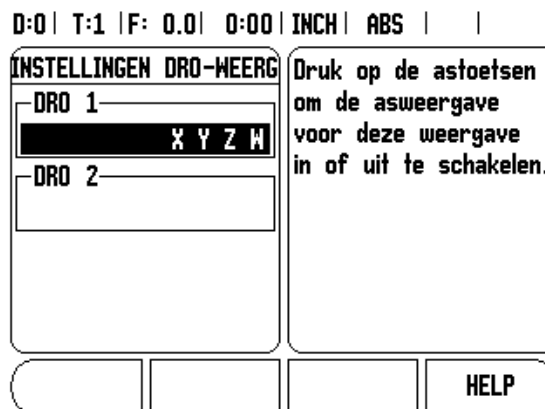 D:0| T:1 |F: 0.0| 0:00| INCH| ABS | |
INSTELLINGEN DRO-WEERG
DRO 1
X Y Z W
DRO 2
Druk op de astoetsen
om de asweergave
voor deze weergave
in of uit te schakelen.
HELP